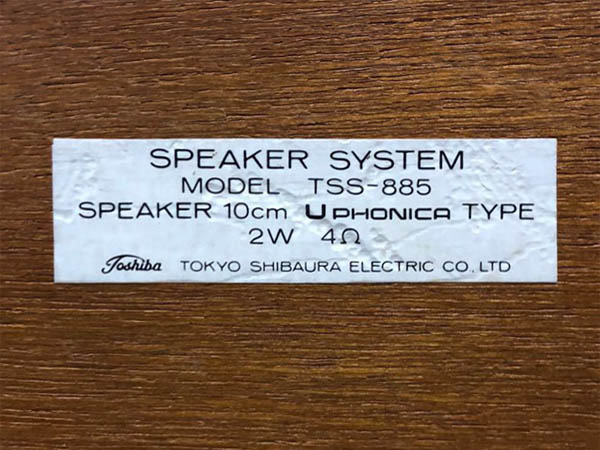 SPEAKER SYSTEM
MODEL TSS-885
SPEAKER 10cm UPHONICA TYPE
2W 4Ω
Toshiba TOKYO SHIBAURA ELECTRIC CO., LTD